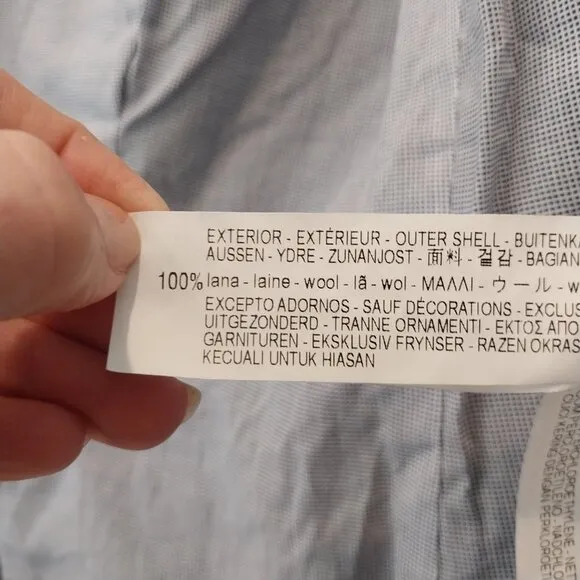 EXTERIOR - EXTÉRIEUR - OUTER SHELL - BUITENKA
AUSSEN - YDRE - ZUNANJOST - 面料 - 겉감 - BAGIAN
100% lana - laine - wool - lã - wol - ΜΑΛΛΙ - ウール - w
EXCEPTO ADORNOS - SAUF DÉCORATIONS - EXCLUS
UITGEZONDERD - TRANNE ORNAMENTI - ΕΚΤΟΣ ΑΠΟ
GARNITUREN - EKSKLUSIV FRYNSER - RAZEN OKRAS
KECUALI UNTUK HIASAN